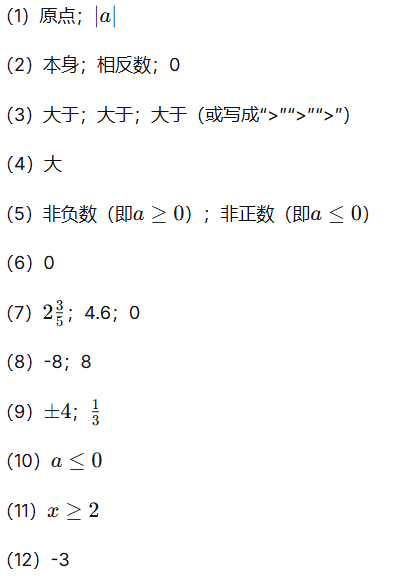 （1）原点；|a|
（2）本身；相反数；0
（3）大于；大于；大于（或写成“>”“>”“>”）
（4）大
（5）非负数（即a ≥ 0）；非正数（即a ≤ 0）
（6）0
（7）2\frac{3}{5}；4.6；0
（8）-8；8
（9）±4；\frac{1}{3}
（10）a ≤ 0
（11）x ≥ 2
（12）-3